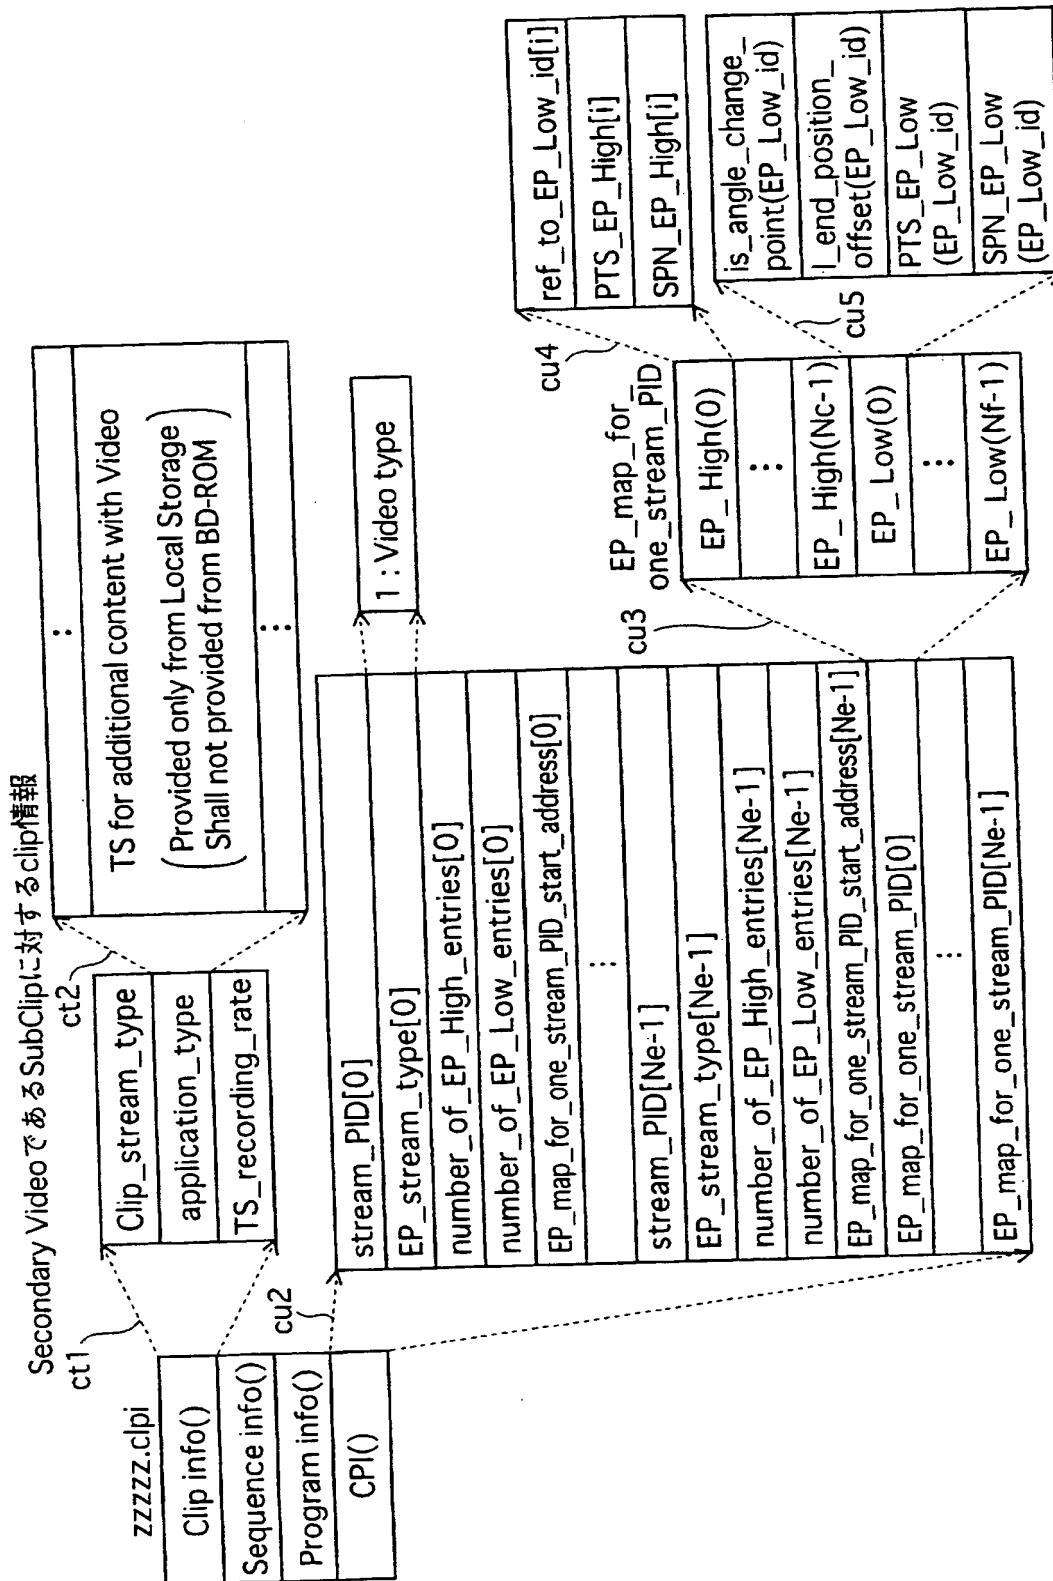 Secondary VideoであるSubClipに対するclip情報
zzzzz.clpi
Clip info()
Sequence info()
Program info()
CPI()
ct1
Clip_stream_type
application_type
TS_recording_rate
ct2
:
TS for additional content with Video
Provided only from Local Storage
Shall not provided from BD-ROM
⋮
cu2
stream_PID[0]
EP_stream_type[0]
number_of_EP_High_entries[0]
number_of_EP_Low_entries[0]
EP_map_for_one_stream_PID_start_address[0]
⋮
stream_PID[Ne-1]
EP_stream_type[Ne-1]
number_of_EP_High_entries[Ne-1]
number_of_EP_Low_entries[Ne-1]
EP_map_for_one_stream_PID_start_address[Ne-1]
EP_map_for_one_stream_PID[0]
⋮
EP_map_for_one_stream_PID[Ne-1]
1 : Video type
cu3
EP_map_for_
one_stream_PID
EP_High(0)
⋮
EP_High(Nc-1)
EP_Low(0)
⋮
EP_Low(Nf-1)
cu4
ref_to_EP_Low_id[i]
PTS_EP_High[i]
SPN_EP_High[i]
cu5
is_angle_change_
point(EP_Low_id)
I_end_position_
offset(EP_Low_id)
PTS_EP_Low
(EP_Low_id)
SPN_EP_Low
(EP_Low_id)